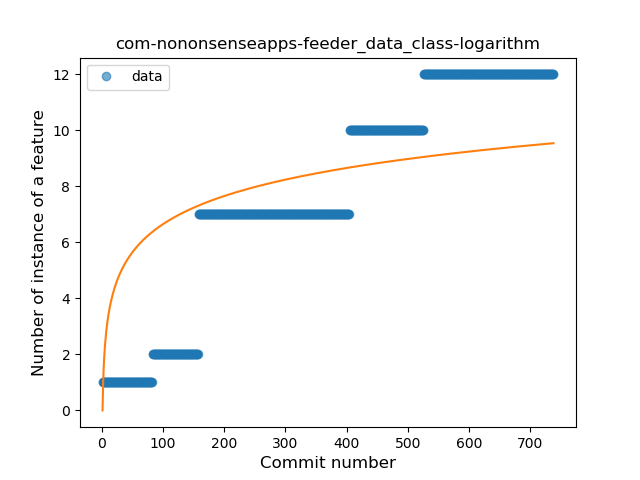 com-nononsenseapps-feeder_data_class-logarithm
data
Number of instance of a feature
12
10
8
6
4
2
0
0 100 200 300 400 500 600 700
Commit number